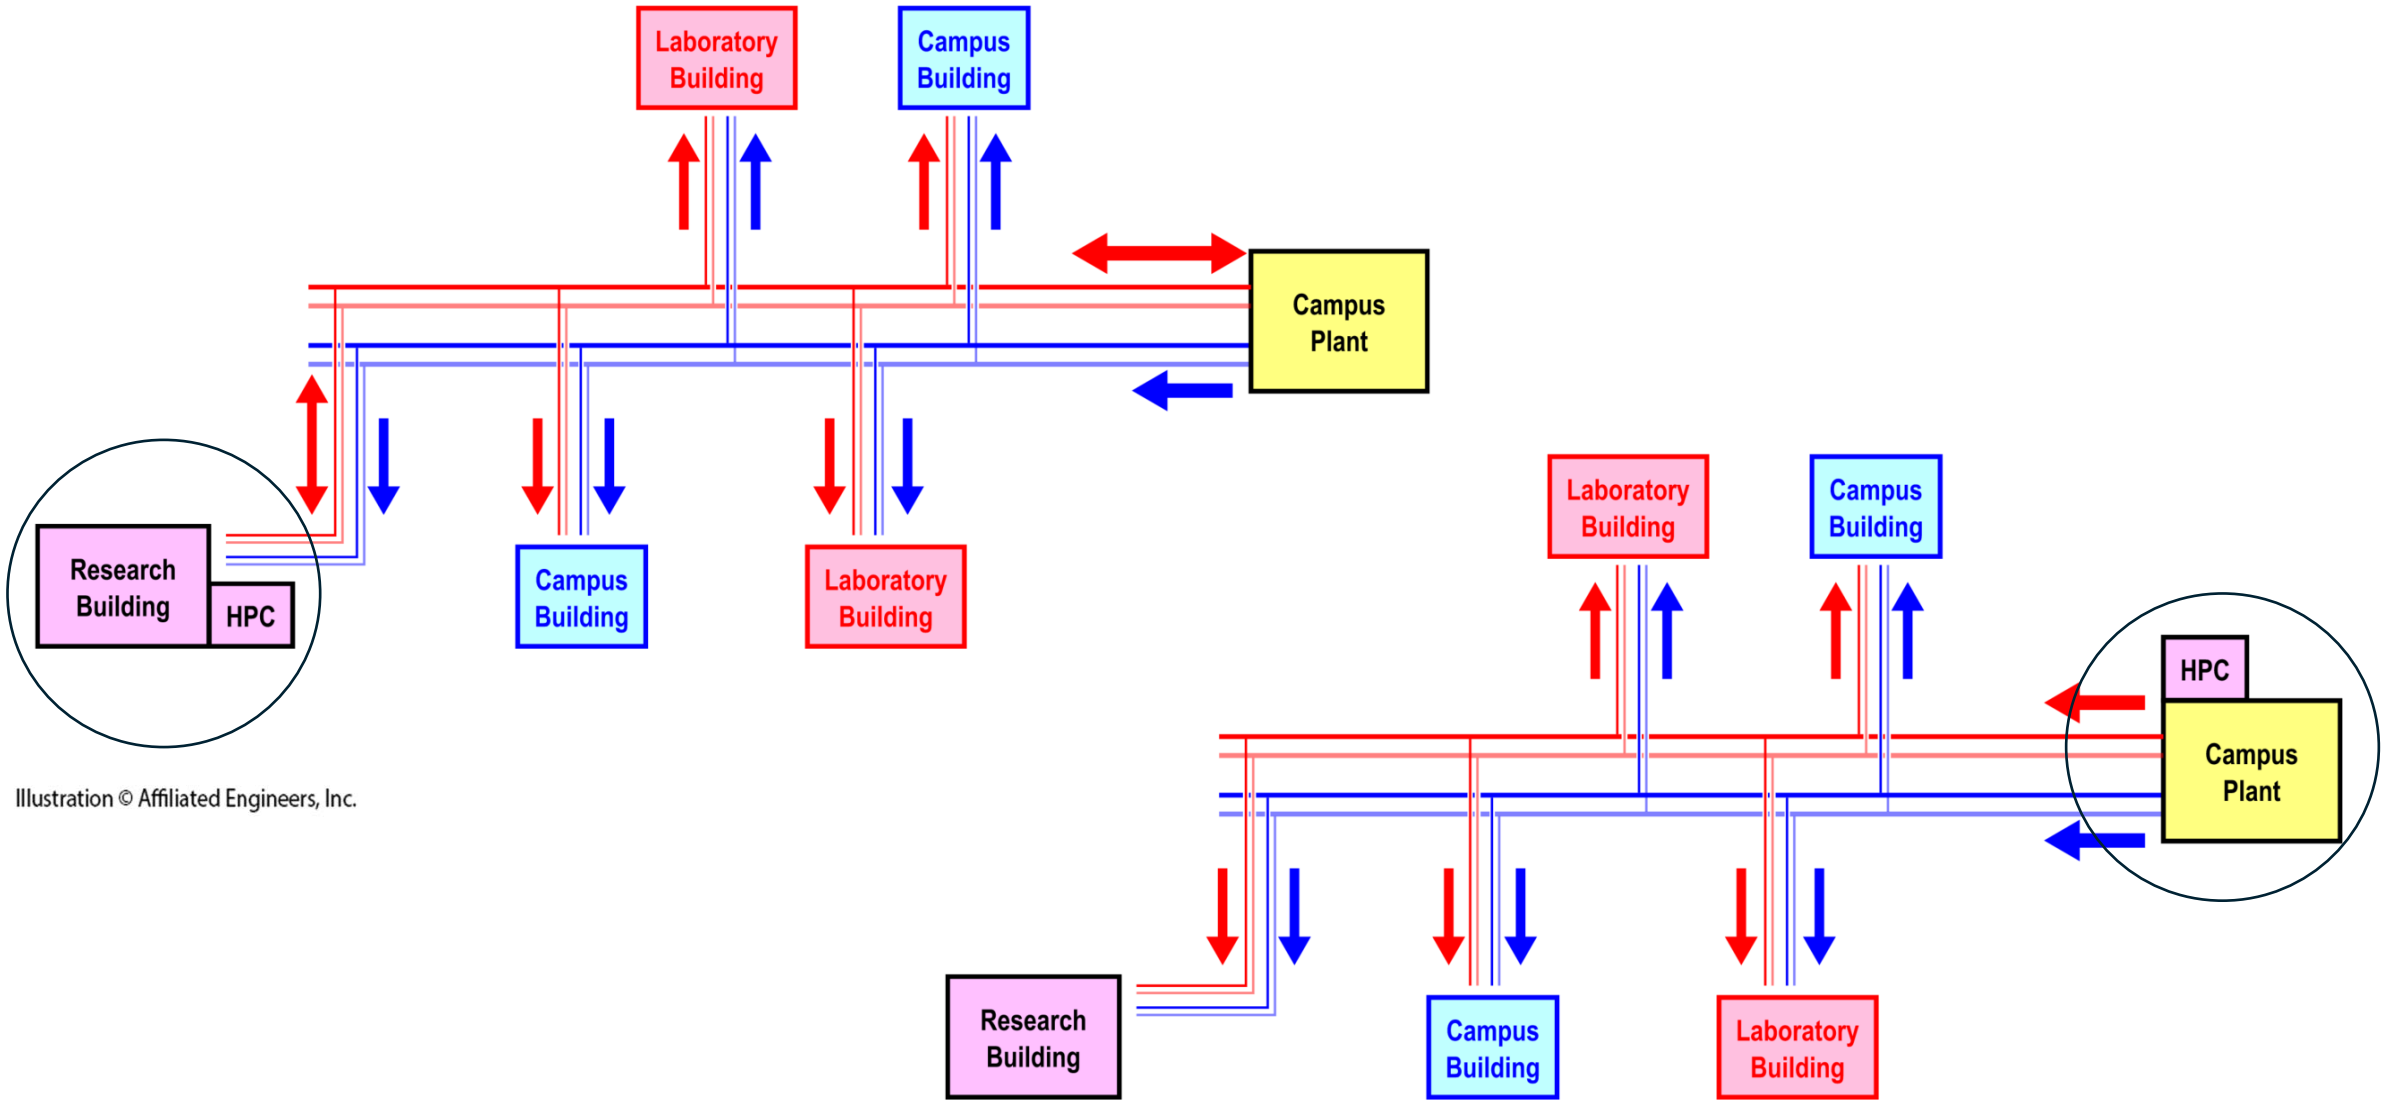 Laboratory
Building
Campus
Building
Campus
Plant
Research
Building
HPC
Campus
Building
Laboratory
Building
Illustration © Affiliated Engineers, Inc.
Laboratory
Building
Campus
Building
HPC
Campus
Plant
Research
Building
Campus
Building
Laboratory
Building